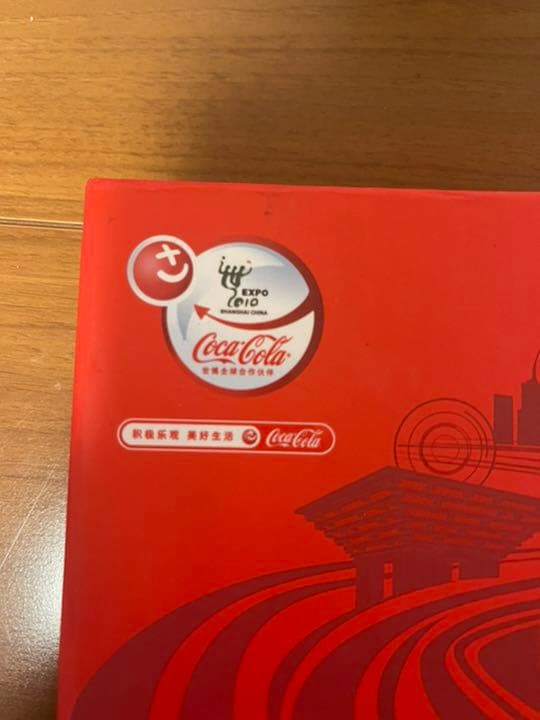 EXPO
2010
SHANGHAI CHINA
Coca-Cola
世博全球合作伙伴
积极乐观 美好生活 Coca-Cola